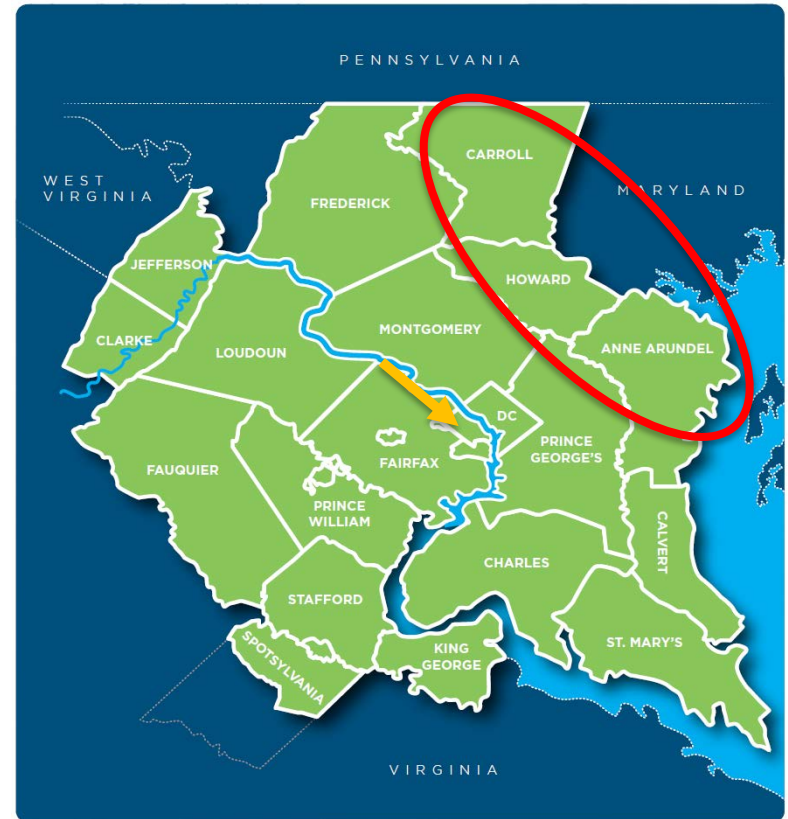 PENNSYLVANIA
CARROLL
WEST
VIRGINIA
MARYLAND
FREDERICK
JEFFERSON
HOWARD
CLARKE
LOUDOUN
MONTGOMERY
ANNE ARUNDEL
DC
PRINCE
GEORGE'S
FAUQUIER
FAIRFAX
PRINCE
WILLIAM
CALVERT
CHARLES
STAFFORD
ST. MARY'S
SPOTSYLVANIA
KING
GEORGE
VIRGINIA